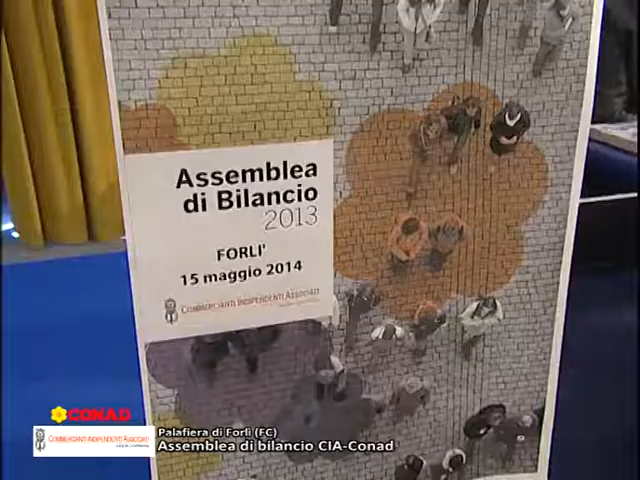 Assemblea
di Bilancio
2013
FORLI'
15 maggio 2014
COMMERCIANTI INDIPENDENTI ASSOCIATI
CONAD
COMMERCIANTI INDIPENDENTI ASSOCIATI
Palafiera di Forlì (FC)
Assemblea di bilancio CIA-Conad